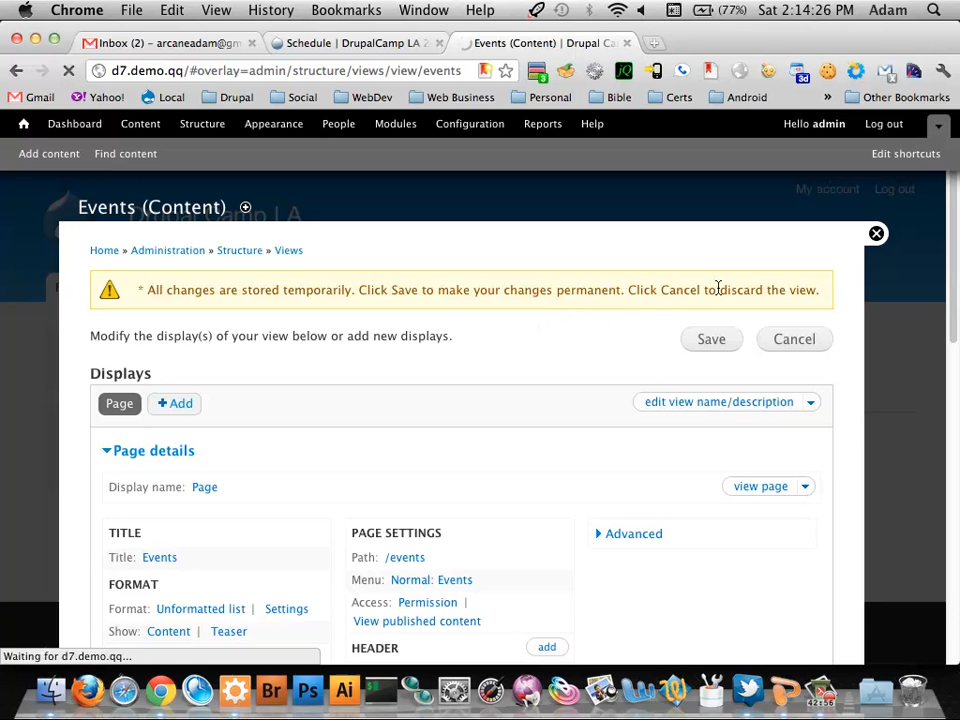 Chrome File Edit View History Bookmarks Window Help (77%) Sat 2:14:26 PM Adam
Inbox (2) - arcaneadam@gm Schedule | DrupalCamp LA 2 Events (Content) | Drupal Ca
d7.demo.qq/#overlay=admin/structure/views/view/events
Gmail Yahoo! Local Drupal Social WebDev Web Business Personal Bible Certs Android » Other Bookmarks
Dashboard Content Structure Appearance People Modules Configuration Reports Help Hello admin Log out
Add content Find content Edit shortcuts
My account Log out
Events (Content)
Drupal Camp LA
Home » Administration » Structure » Views
* All changes are stored temporarily. Click Save to make your changes permanent. Click Cancel to discard the view.
Modify the display(s) of your view below or add new displays. Save Cancel
Displays
Page + Add edit view name/description
Page details
Display name: Page view page
TITLE PAGE SETTINGS Advanced
Title: Events Path: /events
FORMAT Menu: Normal: Events
Format: Unformatted list | Settings Access: Permission |
Show: Content | Teaser View published content
HEADER add
Waiting for d7.demo.qq...
Br Ps Ai 42:56